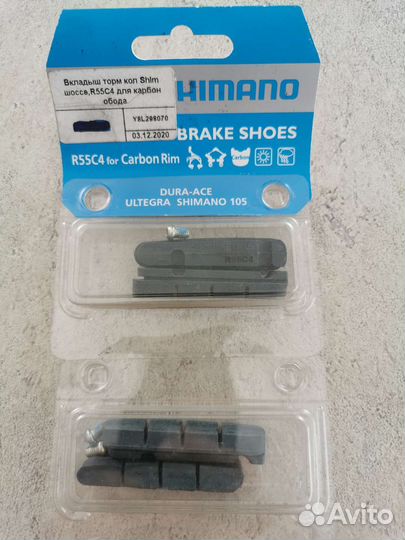 Вкладыш торм кол Shim
шоссе,R55C4 для карбон
обода.
Y8L298070
03.12.2020
SHIMANO
BRAKE SHOES
R55C4 for Carbon Rim
Carbon
DURA-ACE
ULTEGRA SHIMANO 105
R55C4
Avito